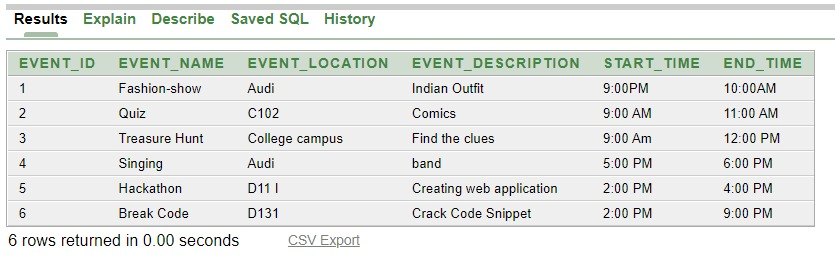 Results Explain Describe Saved SQL History
EVENT_ID EVENT_NAME EVENT_LOCATION EVENT_DESCRIPTION START_TIME END_TIME
1 Fashion-show Audi Indian Outfit 9:00PM 10:00AM
2 Quiz C102 Comics 9:00 AM 11:00 AM
3 Treasure Hunt College campus Find the clues 9:00 Am 12:00 PM
4 Singing Audi band 5:00 PM 6:00 PM
5 Hackathon D11 l Creating web application 2:00 PM 4:00 PM
6 Break Code D131 Crack Code Snippet 2:00 PM 9:00 PM
6 rows returned in 0.00 seconds CSV Export